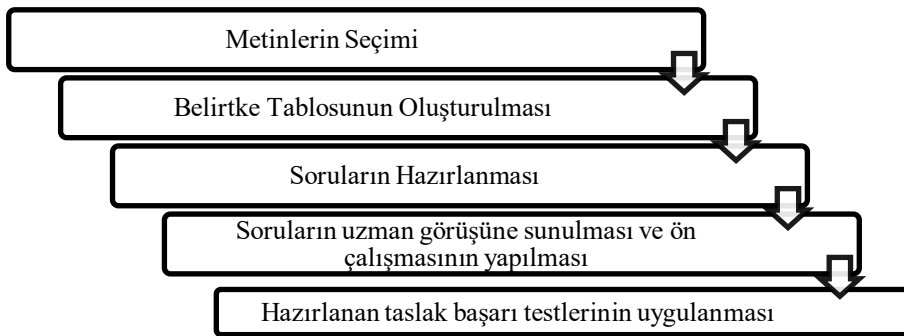 Metinlerin Seçimi
Belirtke Tablosunun Oluşturulması
Soruların Hazırlanması
Soruların uzman görüşüne sunulması ve ön
çalışmasının yapılması
Hazırlanan taslak başarı testlerinin uygulanması